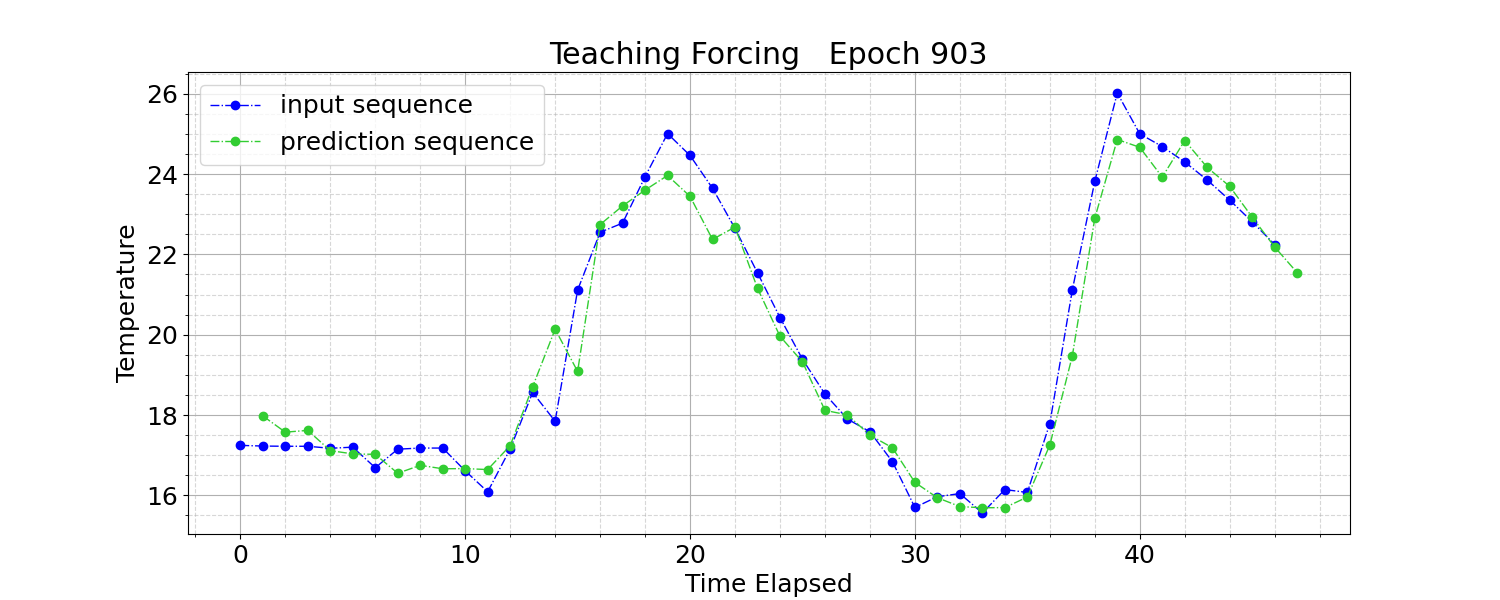 Teaching Forcing   Epoch 903
input sequence
prediction sequence
Temperature
26
24
22
20
18
16
0 10 20 30 40
Time Elapsed